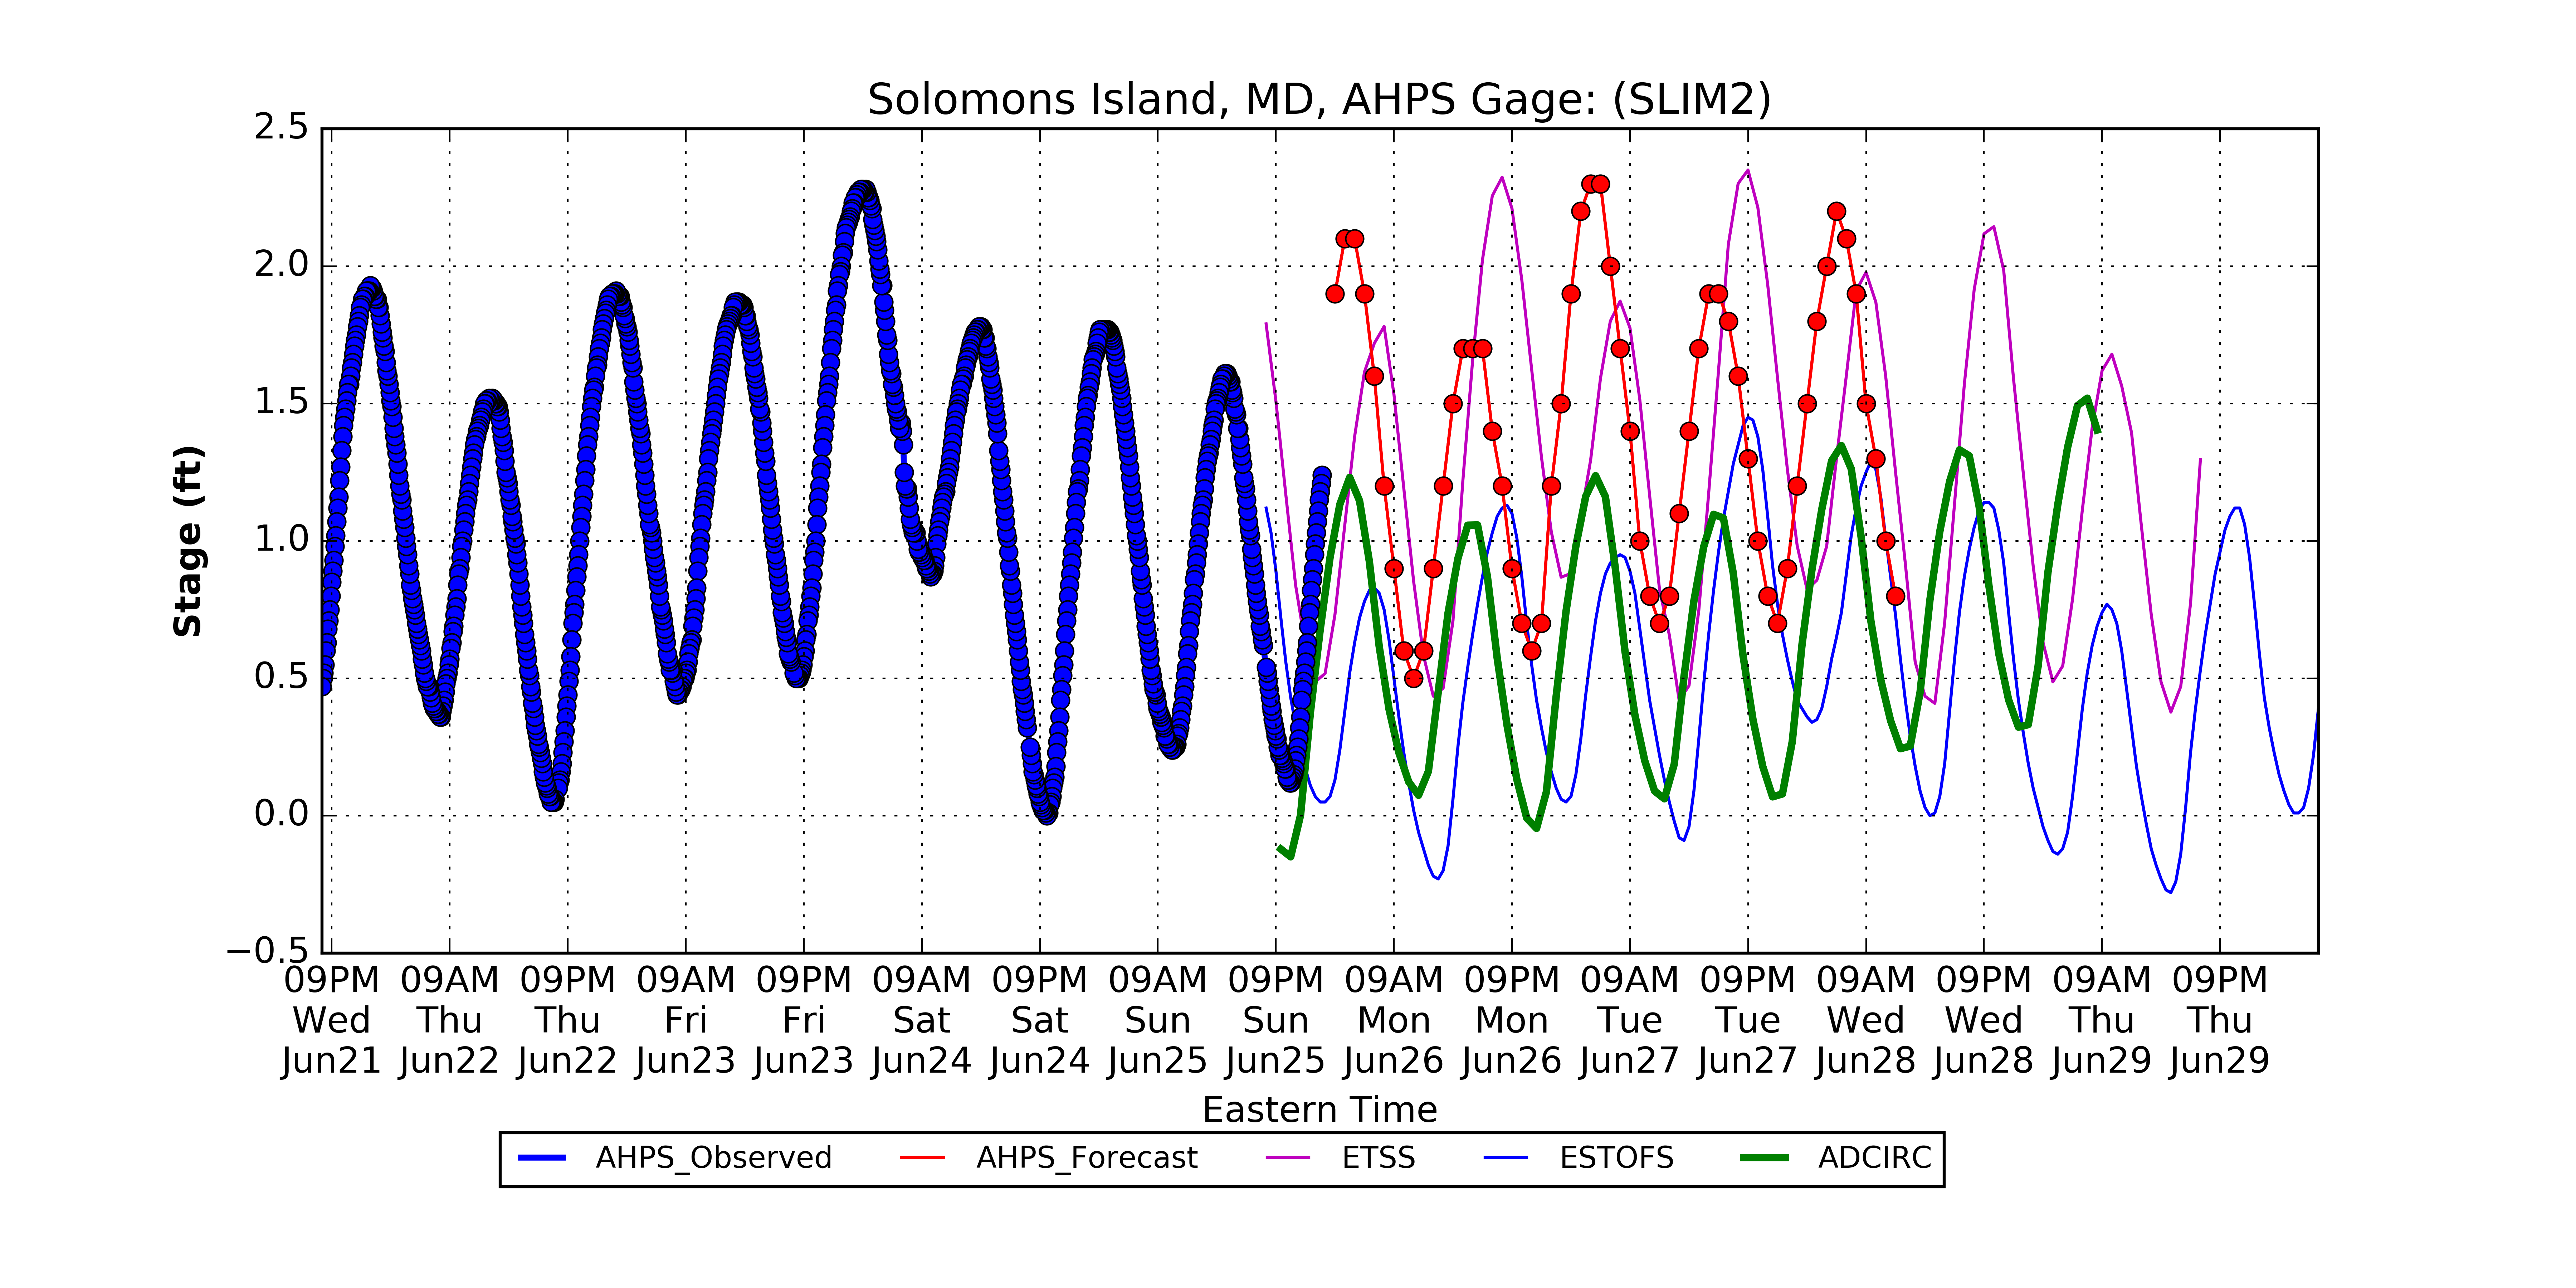 Solomons Island, MD, AHPS Gage: (SLIM2)
Stage (ft)
2.5
2.0
1.5
1.0
0.5
0.0
−0.5
09PM 09AM 09PM 09AM 09PM 09AM 09PM 09AM 09PM 09AM 09PM 09AM 09PM 09AM 09PM 09AM 09PM
Wed Thu Thu Fri Fri Sat Sat Sun Sun Mon Mon Tue Tue Wed Wed Thu Thu
Jun21 Jun22 Jun22 Jun23 Jun23 Jun24 Jun24 Jun25 Jun25 Jun26 Jun26 Jun27 Jun27 Jun28 Jun28 Jun29 Jun29
Eastern Time
AHPS_Observed AHPS_Forecast ETSS ESTOFS ADCIRC